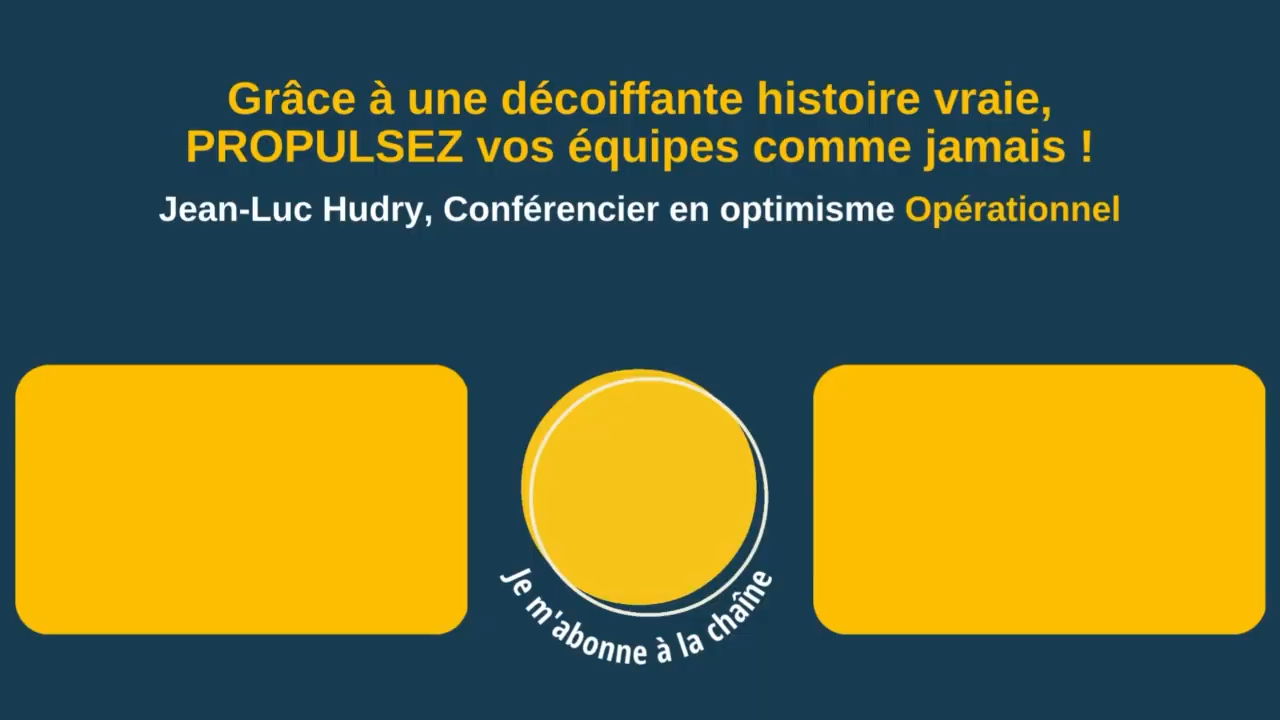 Grâce à une décoiffante histoire vraie,
PROPULSEZ vos équipes comme jamais !
Jean-Luc Hudry, Conférencier en optimisme Opérationnel
Je m'abonne à la chaîne